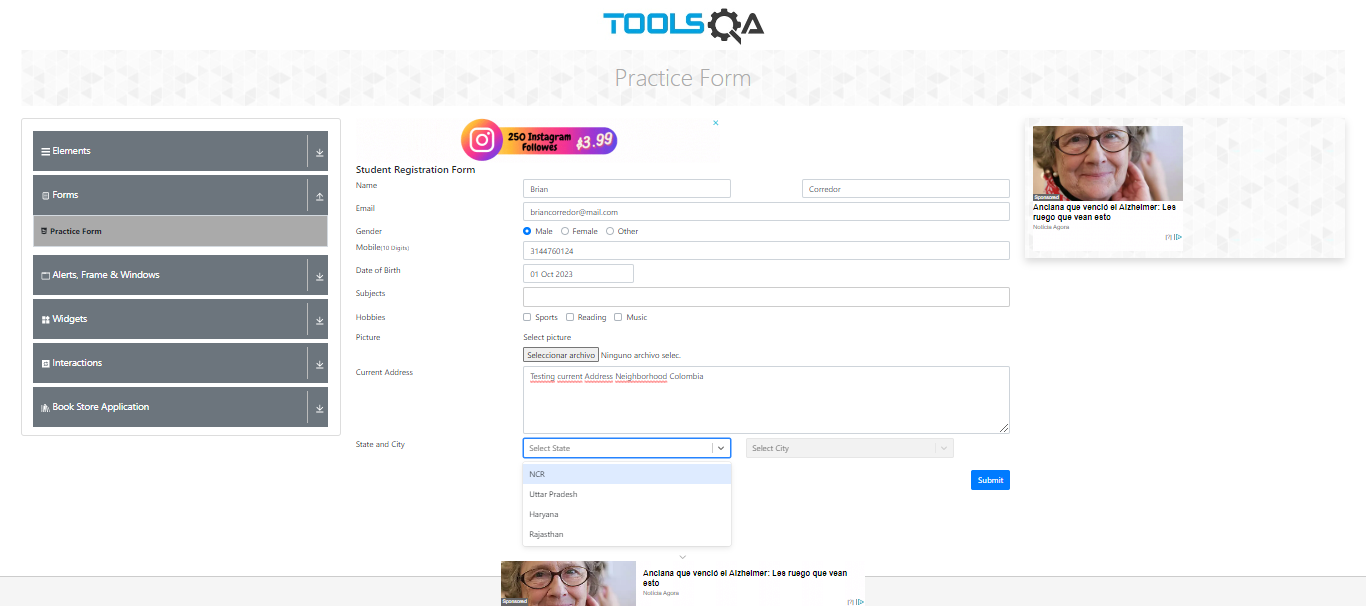 TOOLSQA
Practice Form
Elements
Forms
Practice Form
Alerts, Frame & Windows
Widgets
Interactions
Book Store Application
250 Instagram
Followes
$3.99
Student Registration Form
Name
Brian
Corredor
Email
briancorredor@mail.com
Gender
Male
Female
Other
Mobile(10 Digits)
3144760124
Date of Birth
01 Oct 2023
Subjects
Hobbies
Sports
Reading
Music
Picture
Select picture
Seleccionar archivo Ninguno archivo selec.
Current Address
Testing current Address Neighborhood Colombia
State and City
Select State
Select City
NCR
Uttar Pradesh
Haryana
Rajasthan
Submit
Sponsored
Anciana que venció el Alzheimer: Les
ruego que vean esto
Noticia Agora
Sponsored
Anciana que venció el Alzheimer: Les ruego que vean
esto
Noticia Agora